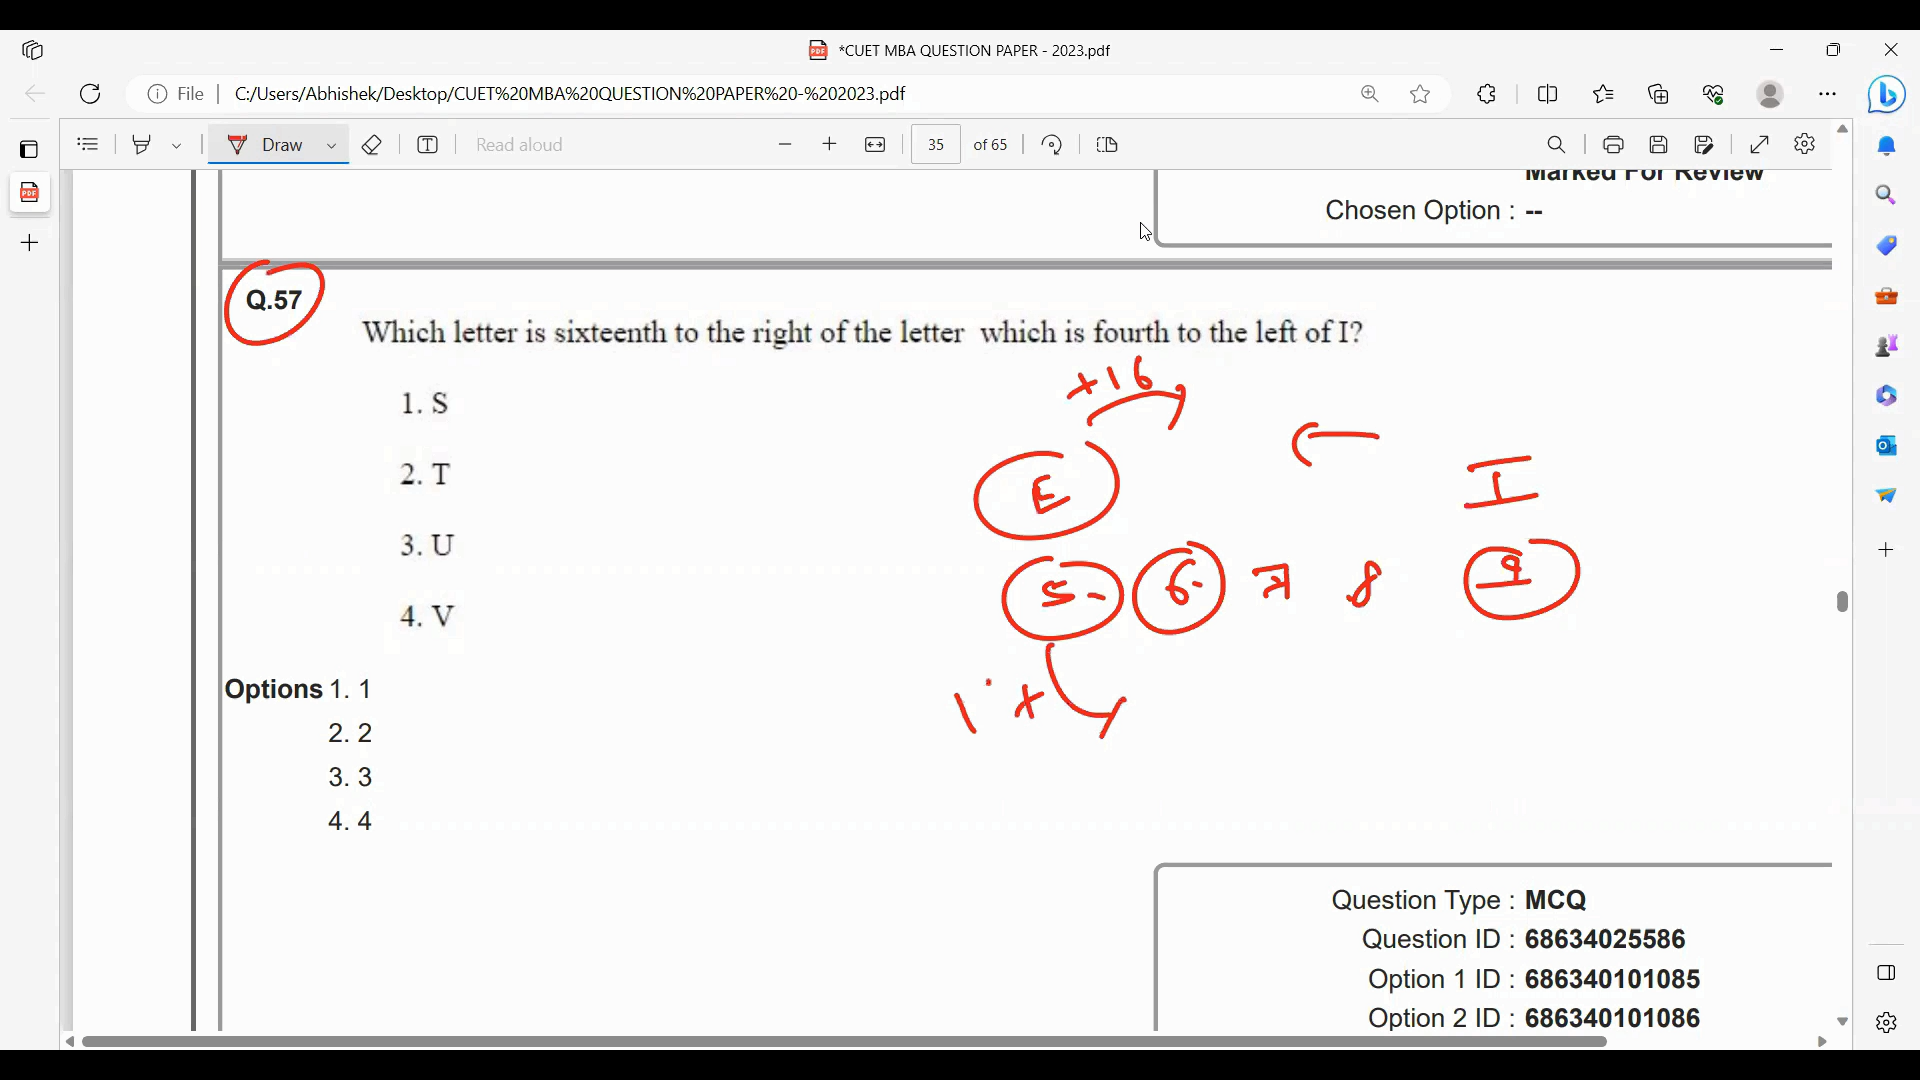 *CUET MBA QUESTION PAPER - 2023.pdf
File C:/Users/Abhishek/Desktop/CUET%20MBA%20QUESTION%20PAPER%20-%202023.pdf
Draw Read aloud 35 of 65
Marked For Review
Chosen Option : --
Q.57
Which letter is sixteenth to the right of the letter which is fourth to the left of I?
+16
1. S
2. T
E I
3. U
5 6 7 8 9
4. V
Options 1. 1
2. 2
3. 3
4. 4
Question Type : MCQ
Question ID : 68634025586
Option 1 ID : 686340101085
Option 2 ID : 686340101086